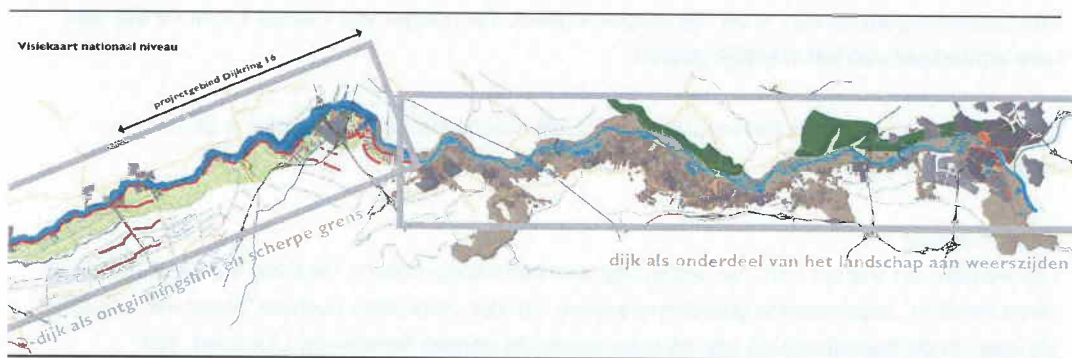 Visiekaart nationaal niveau
projectgebied Dijkring 16
dijk als ontginningslint en scherpe grens
dijk als onderdeel van het landschap aan weerszijden